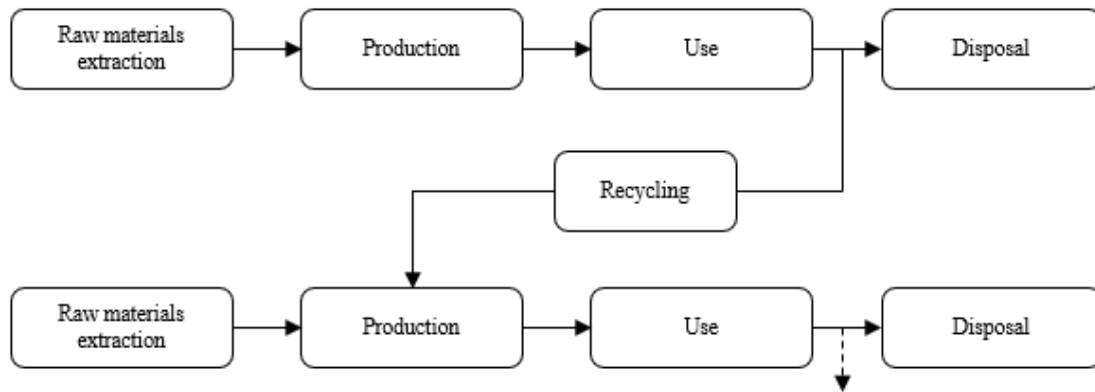 Raw materials
extraction
Production
Use
Disposal
Recycling
Raw materials
extraction
Production
Use
Disposal